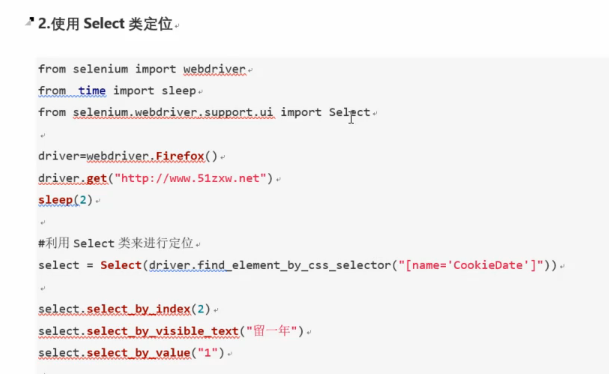 2.使用 Select 类定位
from selenium import webdriver
from time import sleep
from selenium.webdriver.support.ui import Select
driver=webdriver.Firefox()
driver.get("http://www.51zxw.net")
sleep(2)
#利用 Select 类来进行定位
select = Select(driver.find_element_by_css_selector("[name='CookieDate']"))
select.select_by_index(2)
select.select_by_visible_text("留一年")
select.select_by_value("1")